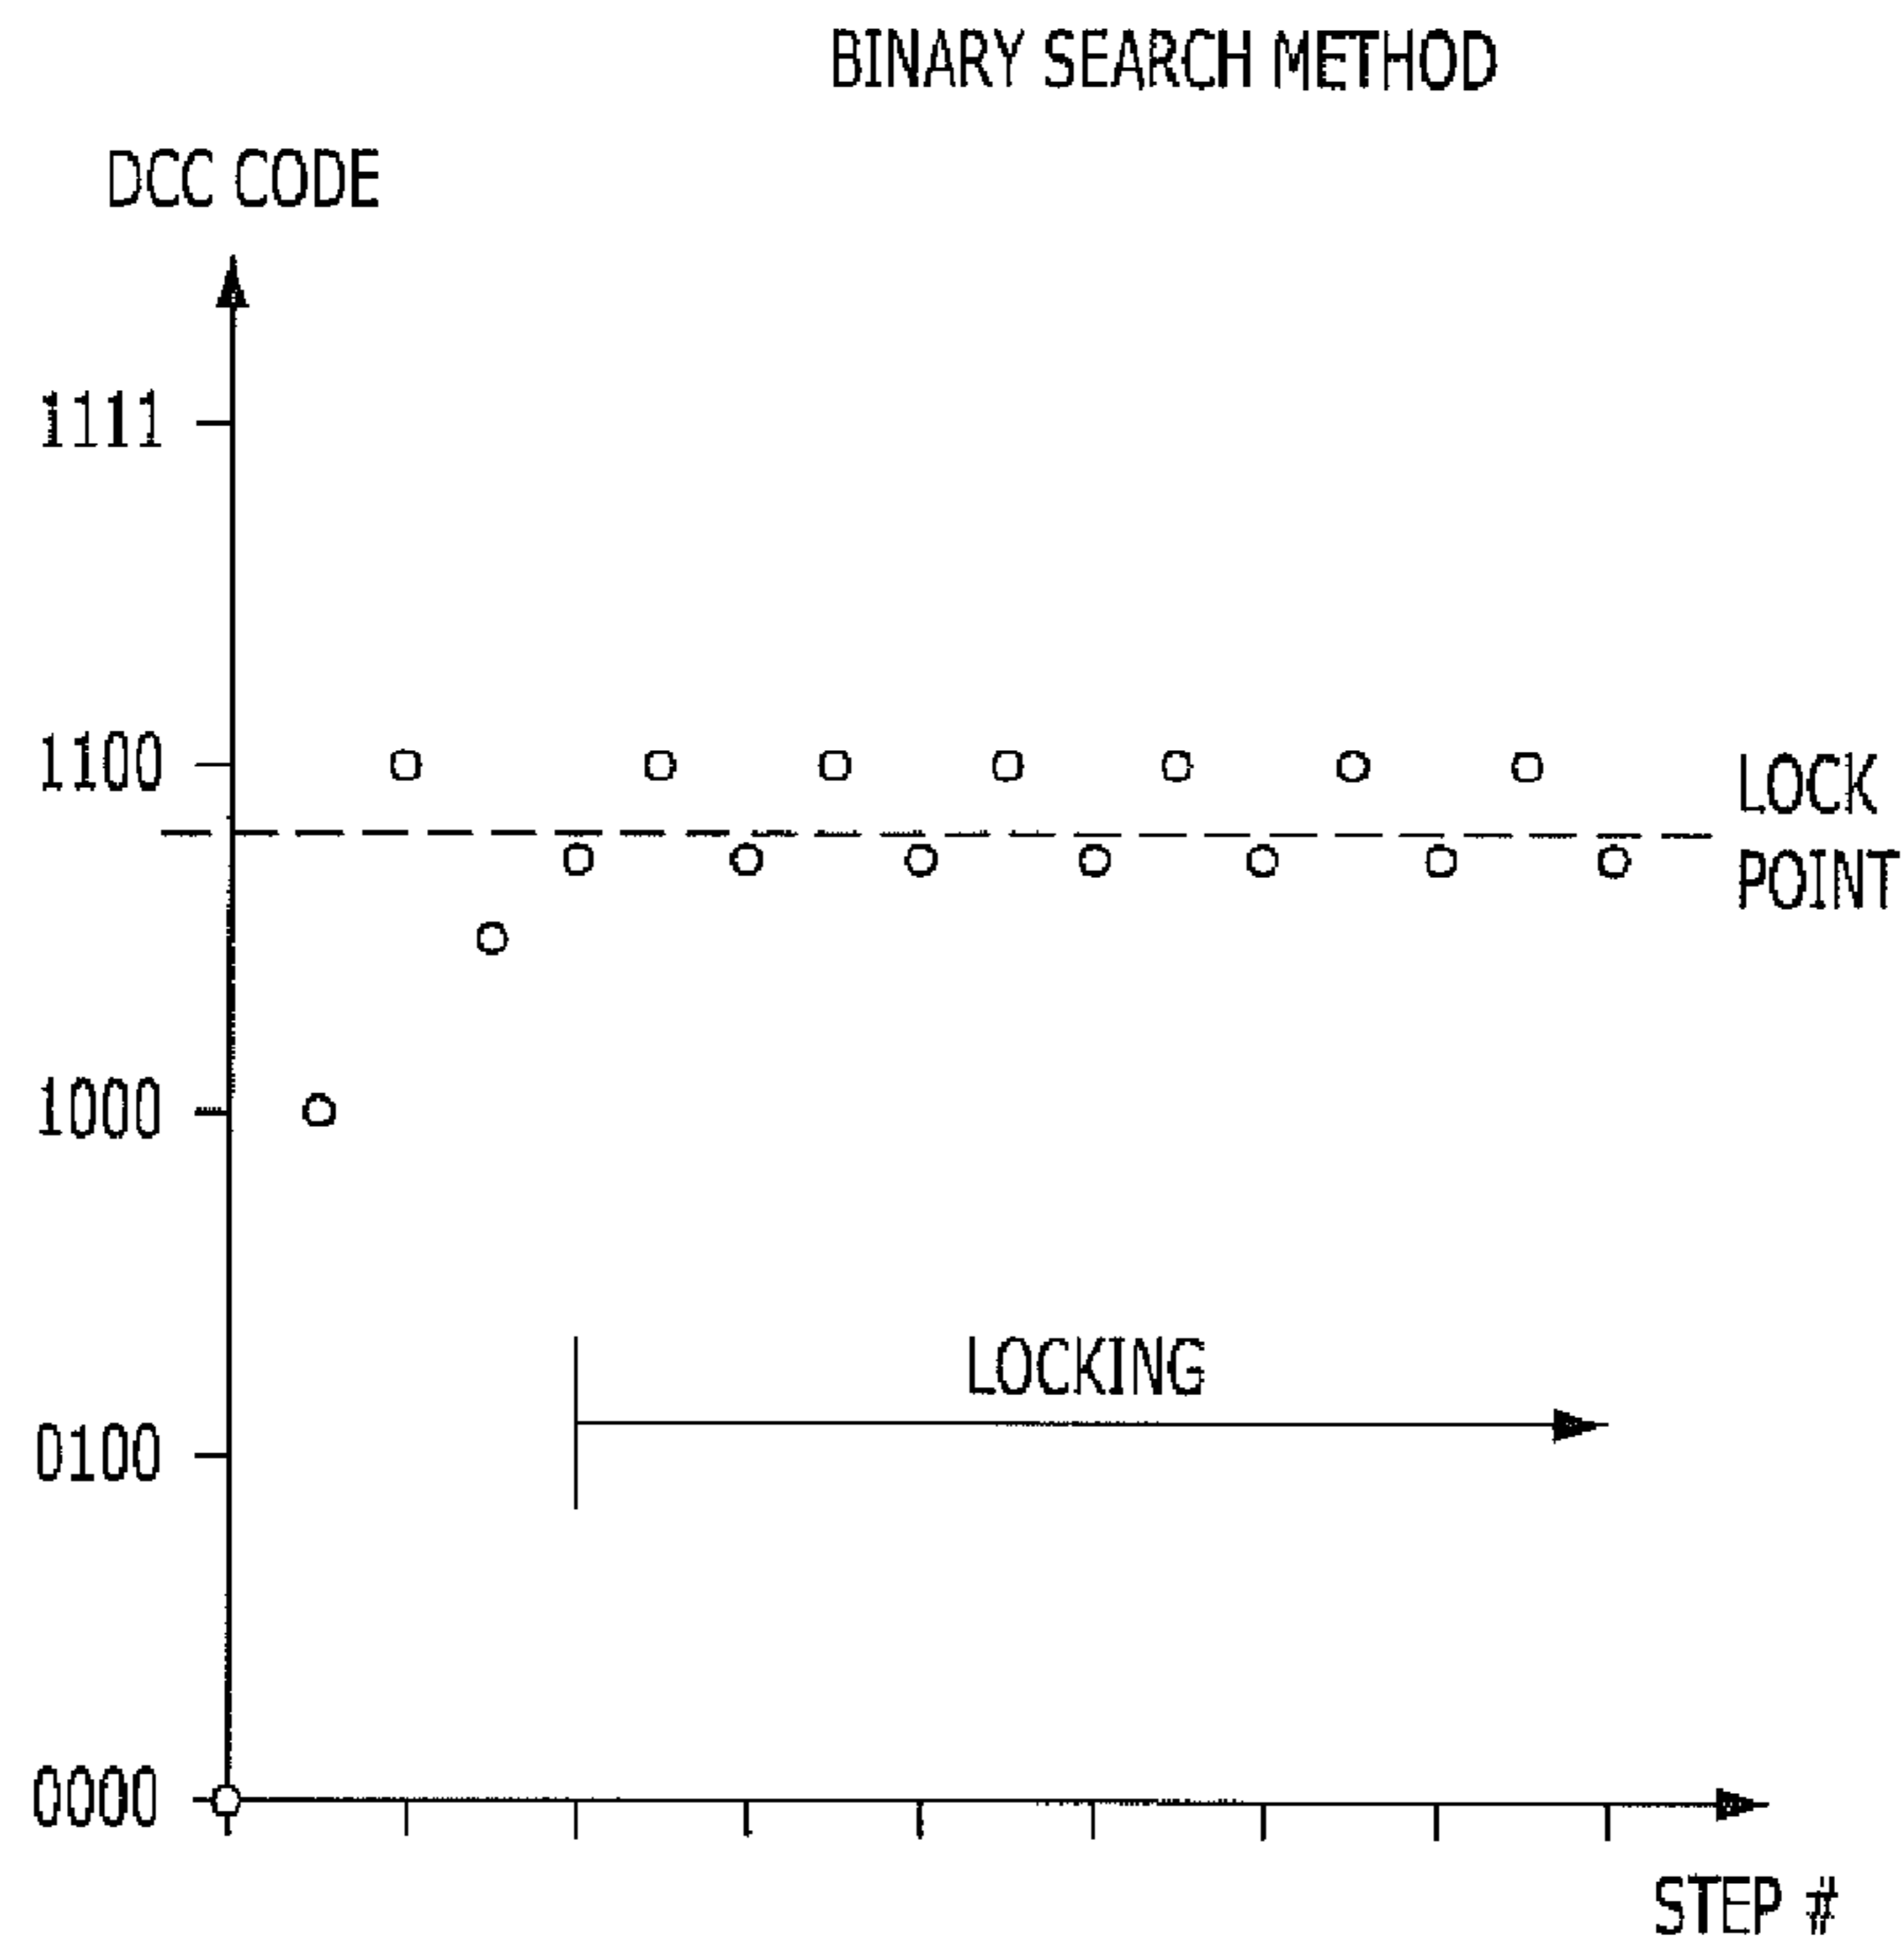 BINARY SEARCH METHOD
DCC CODE
1111
1100
LOCK
POINT
1000
LOCKING
0100
0000
STEP #